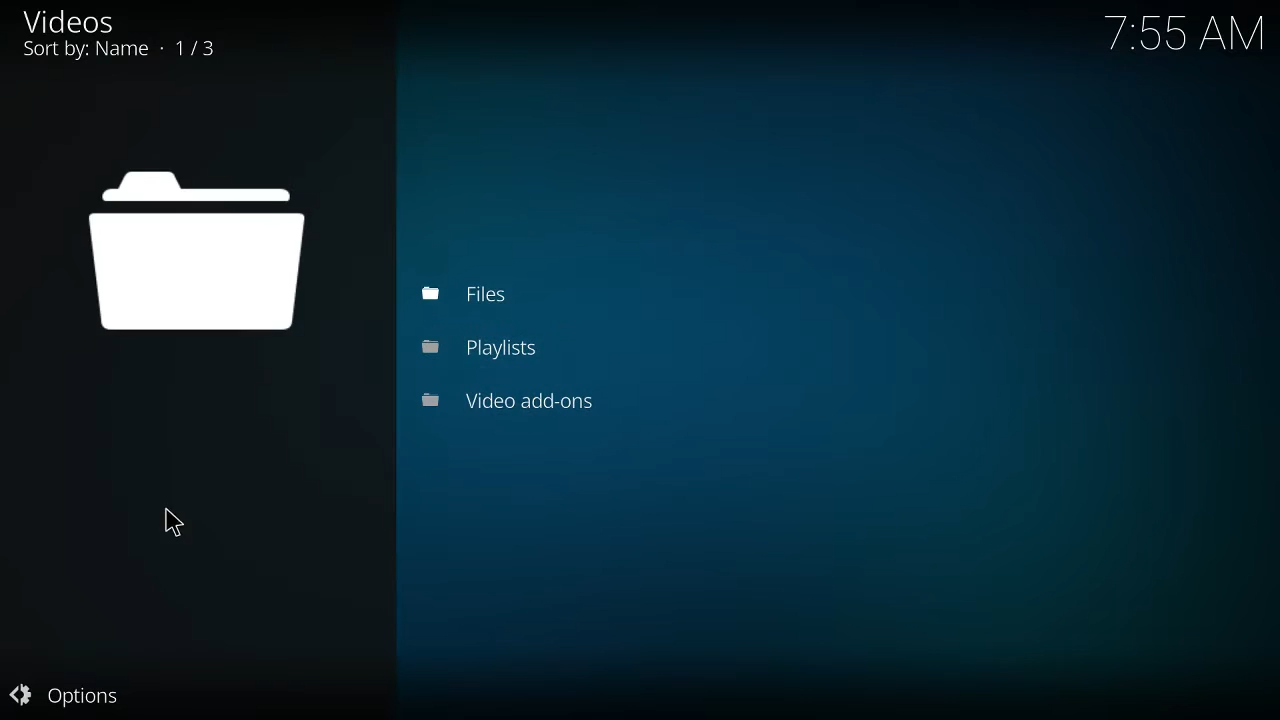 Videos
Sort by: Name · 1 / 3
7:55 AM
Files
Playlists
Video add-ons
Options